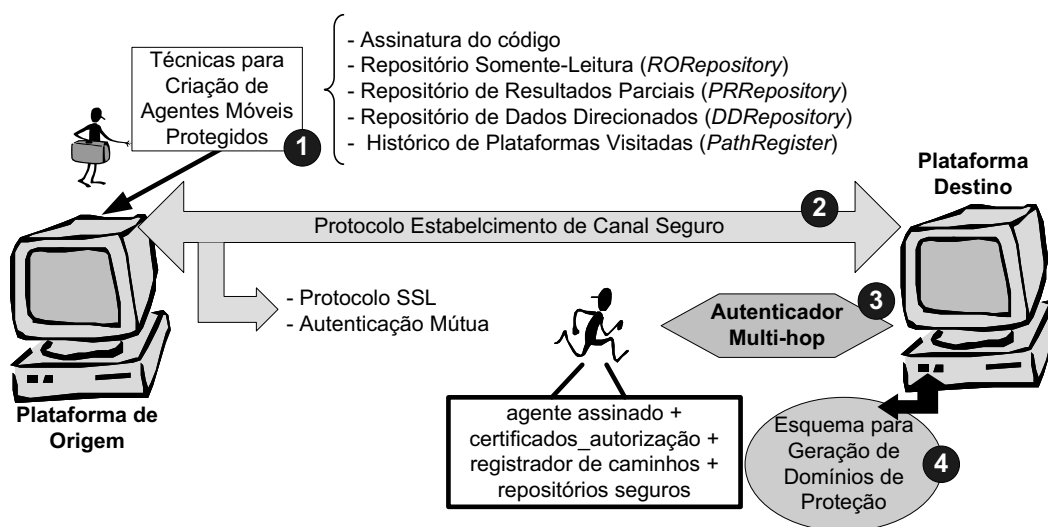 Técnicas para
Criação de
Agentes Móveis
Protegidos
1
- Assinatura do código
- Repositório Somente-Leitura (RORepository)
- Repositório de Resultados Parciais (PRRepository)
- Repositório de Dados Direcionados (DDRepository)
- Histórico de Plataformas Visitadas (PathRegister)
Plataforma
Destino
2
Protocolo Estabelcimento de Canal Seguro
- Protocolo SSL
- Autenticação Mútua
3
Autenticador
Multi-hop
Plataforma de
Origem
agente assinado +
certificados_autorização +
registrador de caminhos +
repositórios seguros
Esquema para
Geração de
Domínios de
Proteção
4